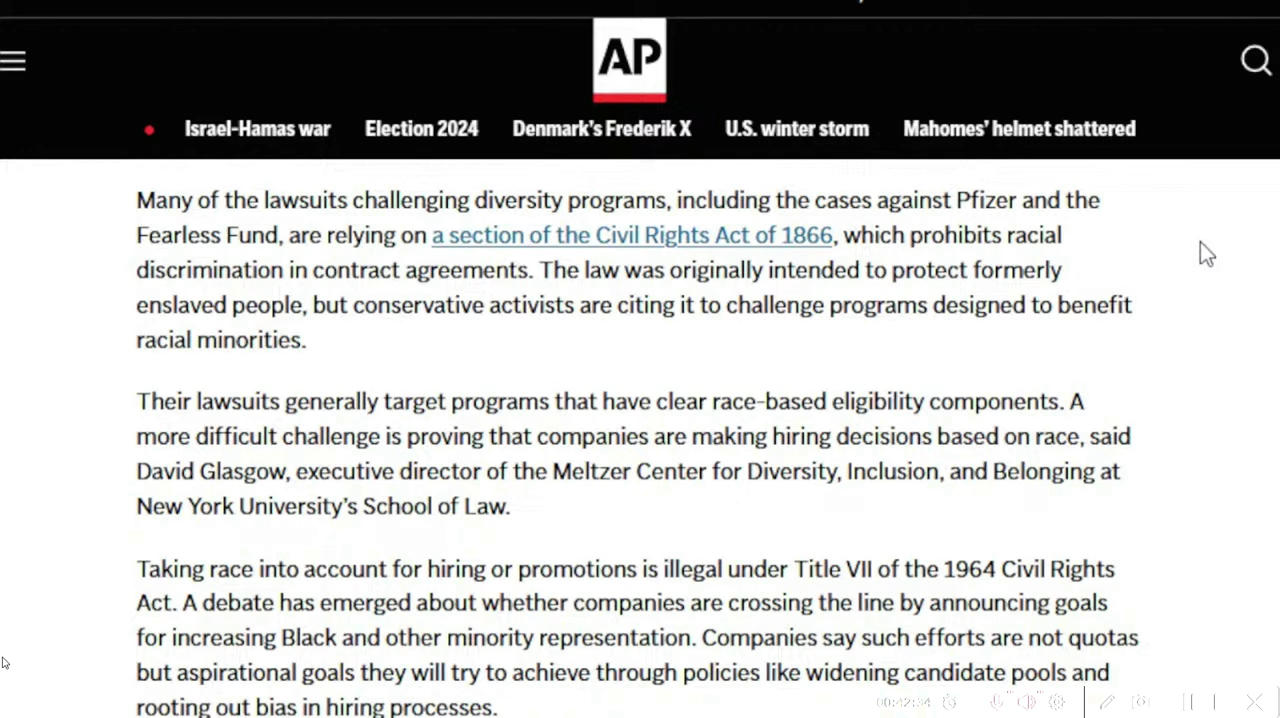 AP
Israel-Hamas war Election 2024 Denmark's Frederik X U.S. winter storm Mahomes' helmet shattered
Many of the lawsuits challenging diversity programs, including the cases against Pfizer and the
Fearless Fund, are relying on a section of the Civil Rights Act of 1866, which prohibits racial
discrimination in contract agreements. The law was originally intended to protect formerly
enslaved people, but conservative activists are citing it to challenge programs designed to benefit
racial minorities.
Their lawsuits generally target programs that have clear race-based eligibility components. A
more difficult challenge is proving that companies are making hiring decisions based on race, said
David Glasgow, executive director of the Meltzer Center for Diversity, Inclusion, and Belonging at
New York University's School of Law.
Taking race into account for hiring or promotions is illegal under Title VII of the 1964 Civil Rights
Act. A debate has emerged about whether companies are crossing the line by announcing goals
for increasing Black and other minority representation. Companies say such efforts are not quotas
but aspirational goals they will try to achieve through policies like widening candidate pools and
rooting out bias in hiring processes.
00:42:34